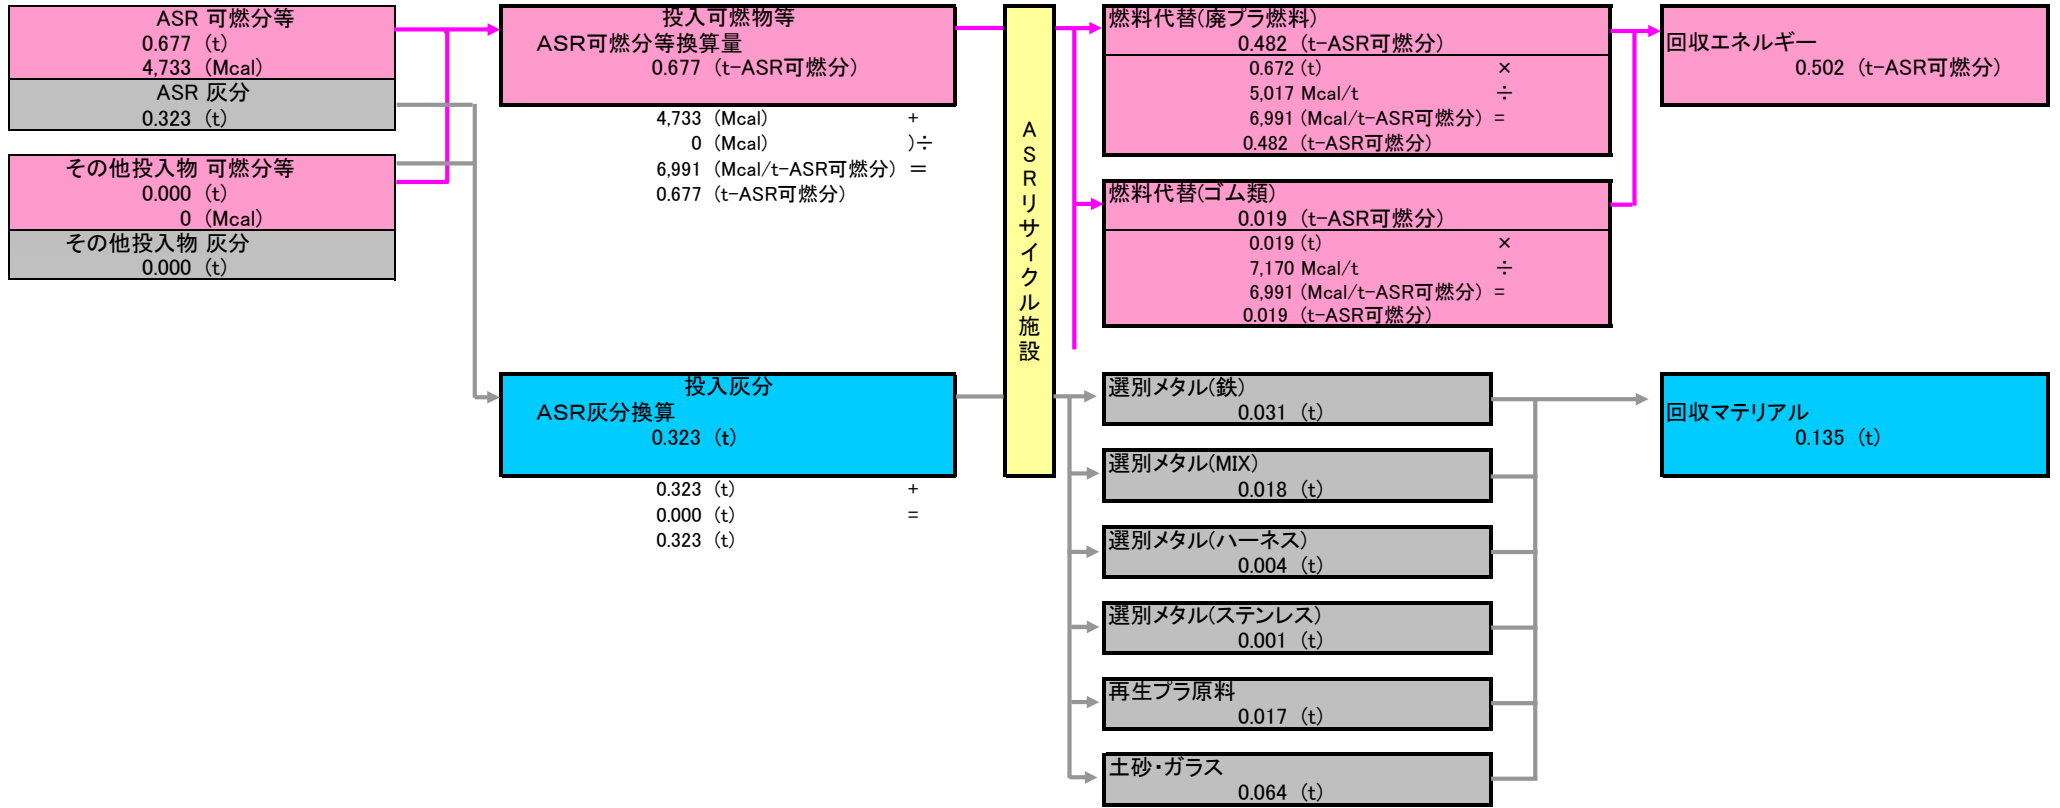 ASR 可燃分等
0.677 (t)
4,733 (Mcal)
ASR 灰分
0.323 (t)
その他投入物 可燃分等
0.000 (t)
0 (Mcal)
その他投入物 灰分
0.000 (t)
投入可燃物等
ASR可燃分等換算量
0.677 (t-ASR可燃分)
4,733 (Mcal) +
0 (Mcal) )÷
6,991 (Mcal/t-ASR可燃分) ＝
0.677 (t-ASR可燃分)
投入灰分
ASR灰分換算
0.323 (t)
0.323 (t) +
0.000 (t) =
0.323 (t)
ASRリサイクル施設
燃料代替(廃プラ燃料)
0.482 (t-ASR可燃分)
0.672 (t) ×
5,017 Mcal/t ÷
6,991 (Mcal/t-ASR可燃分) =
0.482 (t-ASR可燃分)
燃料代替(ゴム類)
0.019 (t-ASR可燃分)
0.019 (t) ×
7,170 Mcal/t ÷
6,991 (Mcal/t-ASR可燃分) =
0.019 (t-ASR可燃分)
選別メタル(鉄)
0.031 (t)
選別メタル(MIX)
0.018 (t)
選別メタル(ハーネス)
0.004 (t)
選別メタル(ステンレス)
0.001 (t)
再生プラ原料
0.017 (t)
土砂・ガラス
0.064 (t)
回収エネルギー
0.502 (t-ASR可燃分)
回収マテリアル
0.135 (t)